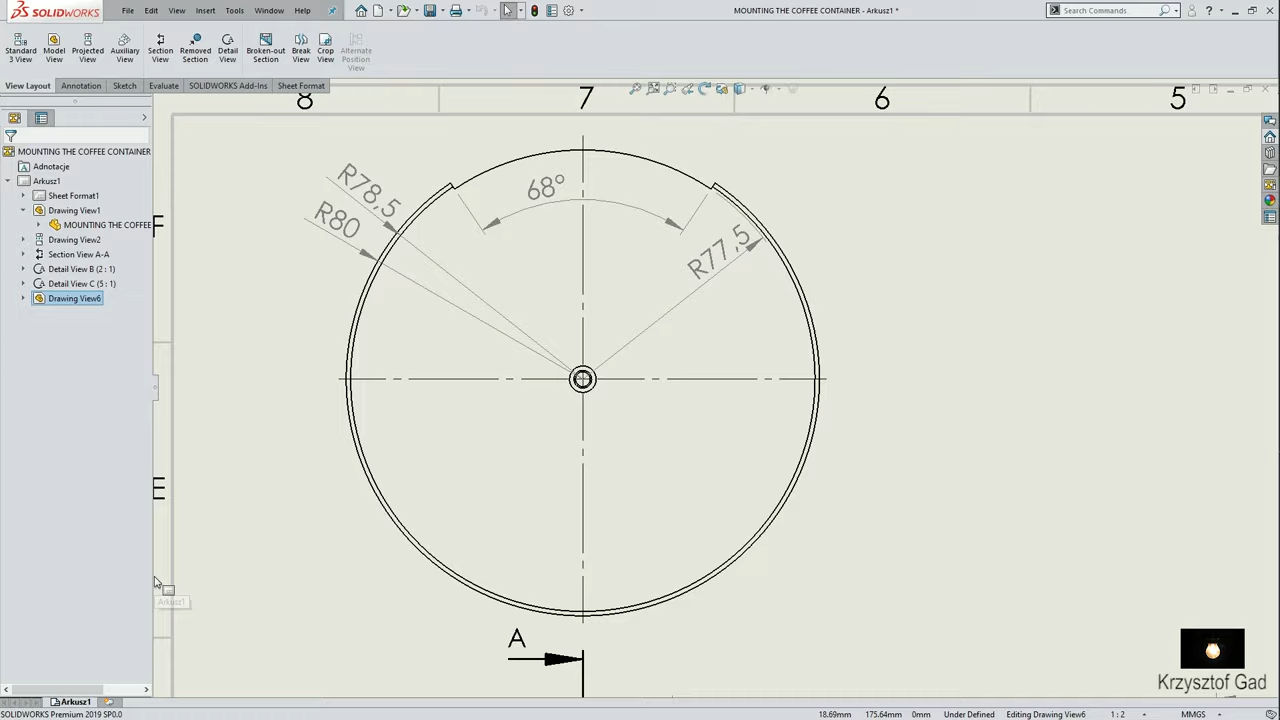 SOLIDWORKS File Edit View Insert Tools Window Help MOUNTING THE COFFEE CONTAINER - Arkusz1 * Search Commands
Standard 3 View
Model View
Projected View
Auxiliary View
Section View
Removed Section
Detail View
Broken-out Section
Break View
Crop View
Alternate Position View
View Layout Annotation Sketch Evaluate SOLIDWORKS Add-Ins Sheet Format
8 7 6 5
MOUNTING THE COFFEE CONTAINER
Adnotacje
Arkusz1
Sheet Format1
Drawing View1
MOUNTING THE COFFEE
Drawing View2
Section View A-A
Detail View B (2 : 1)
Detail View C (5 : 1)
Drawing View6
F
E
R78,5
R80
68°
R77,5
A
Arkusz1
Krzysztof Gad
Arkusz1
SOLIDWORKS Premium 2019 SP0.0 18.69mm 175.64mm 0mm Under Defined Editing Drawing View6 1 : 2 MMGS